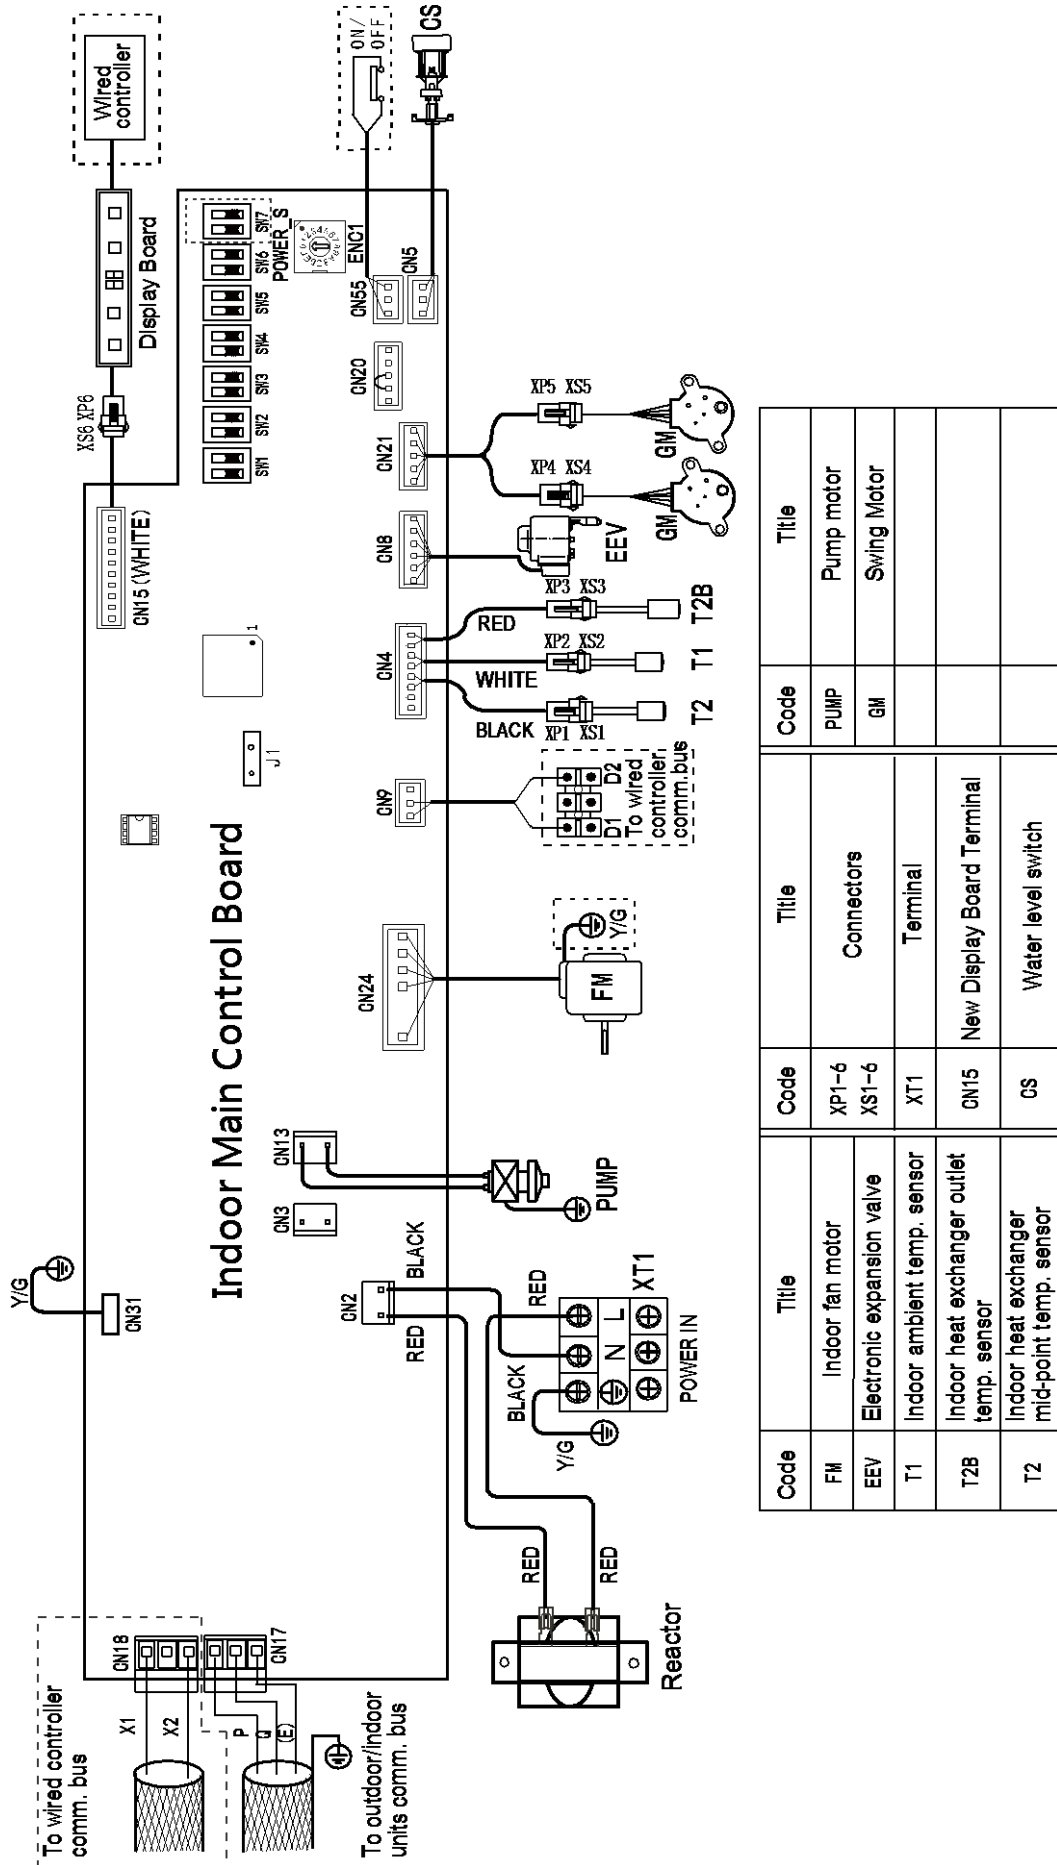 To wired controller
comm. bus
X1
X2
CN18
P
Q
(E)
CN17
To outdoor/indoor
units comm. bus
Y/G
CN31
Indoor Main Control Board
J1
1
CN15(WHITE)
XS6 XP6
Display Board
Wired
controller
SW1
SW2
SW3
SW4
SW5
SW6
SW7
POWER_S
ENC1
ON/
OFF
CS
CN2
RED
BLACK
CN3
CN13
PUMP
CN24
FM
Y/G
CN9
D1
D2
To wired
controller
comm.bus
CN4
BLACK
WHITE
RED
XP1 XS1
XP2 XS2
XP3 XS3
T2
T1
T2B
CN8
EEV
CN21
XP4 XS4
XP5 XS5
GM
GM
CN20
CN55
CN5
Reactor
RED
RED
Y/G
BLACK
RED
N
L
XT1
POWER IN
Code Title Code Title Code Title
FM Indoor fan motor XP1-6 Connectors PUMP Pump motor
EEV Electronic expansion valve XS1-6 GM Swing Motor
T1 Indoor ambient temp. sensor XT1 Terminal
T2B Indoor heat exchanger outlet
temp. sensor CN15 New Display Board Terminal
T2 Indoor heat exchanger
mid-point temp. sensor CS Water level switch